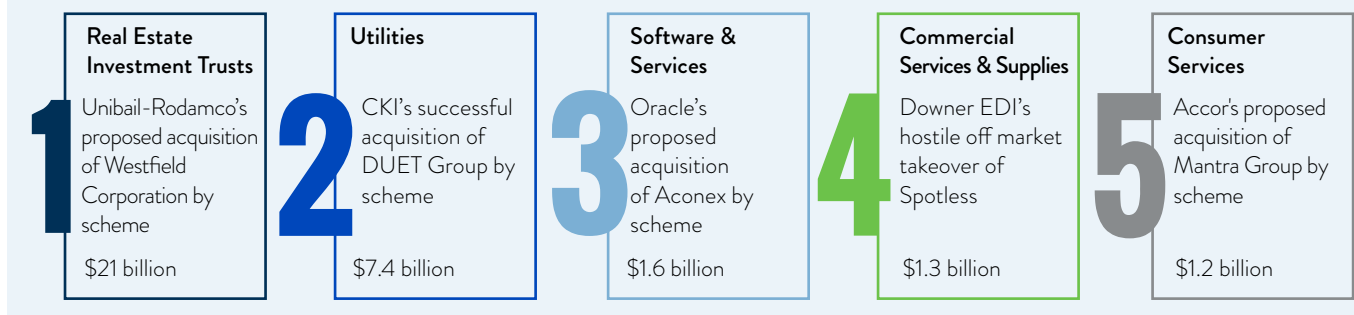 1
Real Estate
Investment Trusts
Unibail-Rodamco's
proposed acquisition
of Westfield
Corporation by
scheme
$21 billion
2
Utilities
CKI's successful
acquisition of
DUET Group by
scheme
$7.4 billion
3
Software &
Services
Oracle's
proposed
acquisition
of Aconex by
scheme
$1.6 billion
4
Commercial
Services & Supplies
Downer EDI's
hostile off market
takeover of
Spotless
$1.3 billion
5
Consumer
Services
Accor's proposed
acquisition of
Mantra Group by
scheme
$1.2 billion